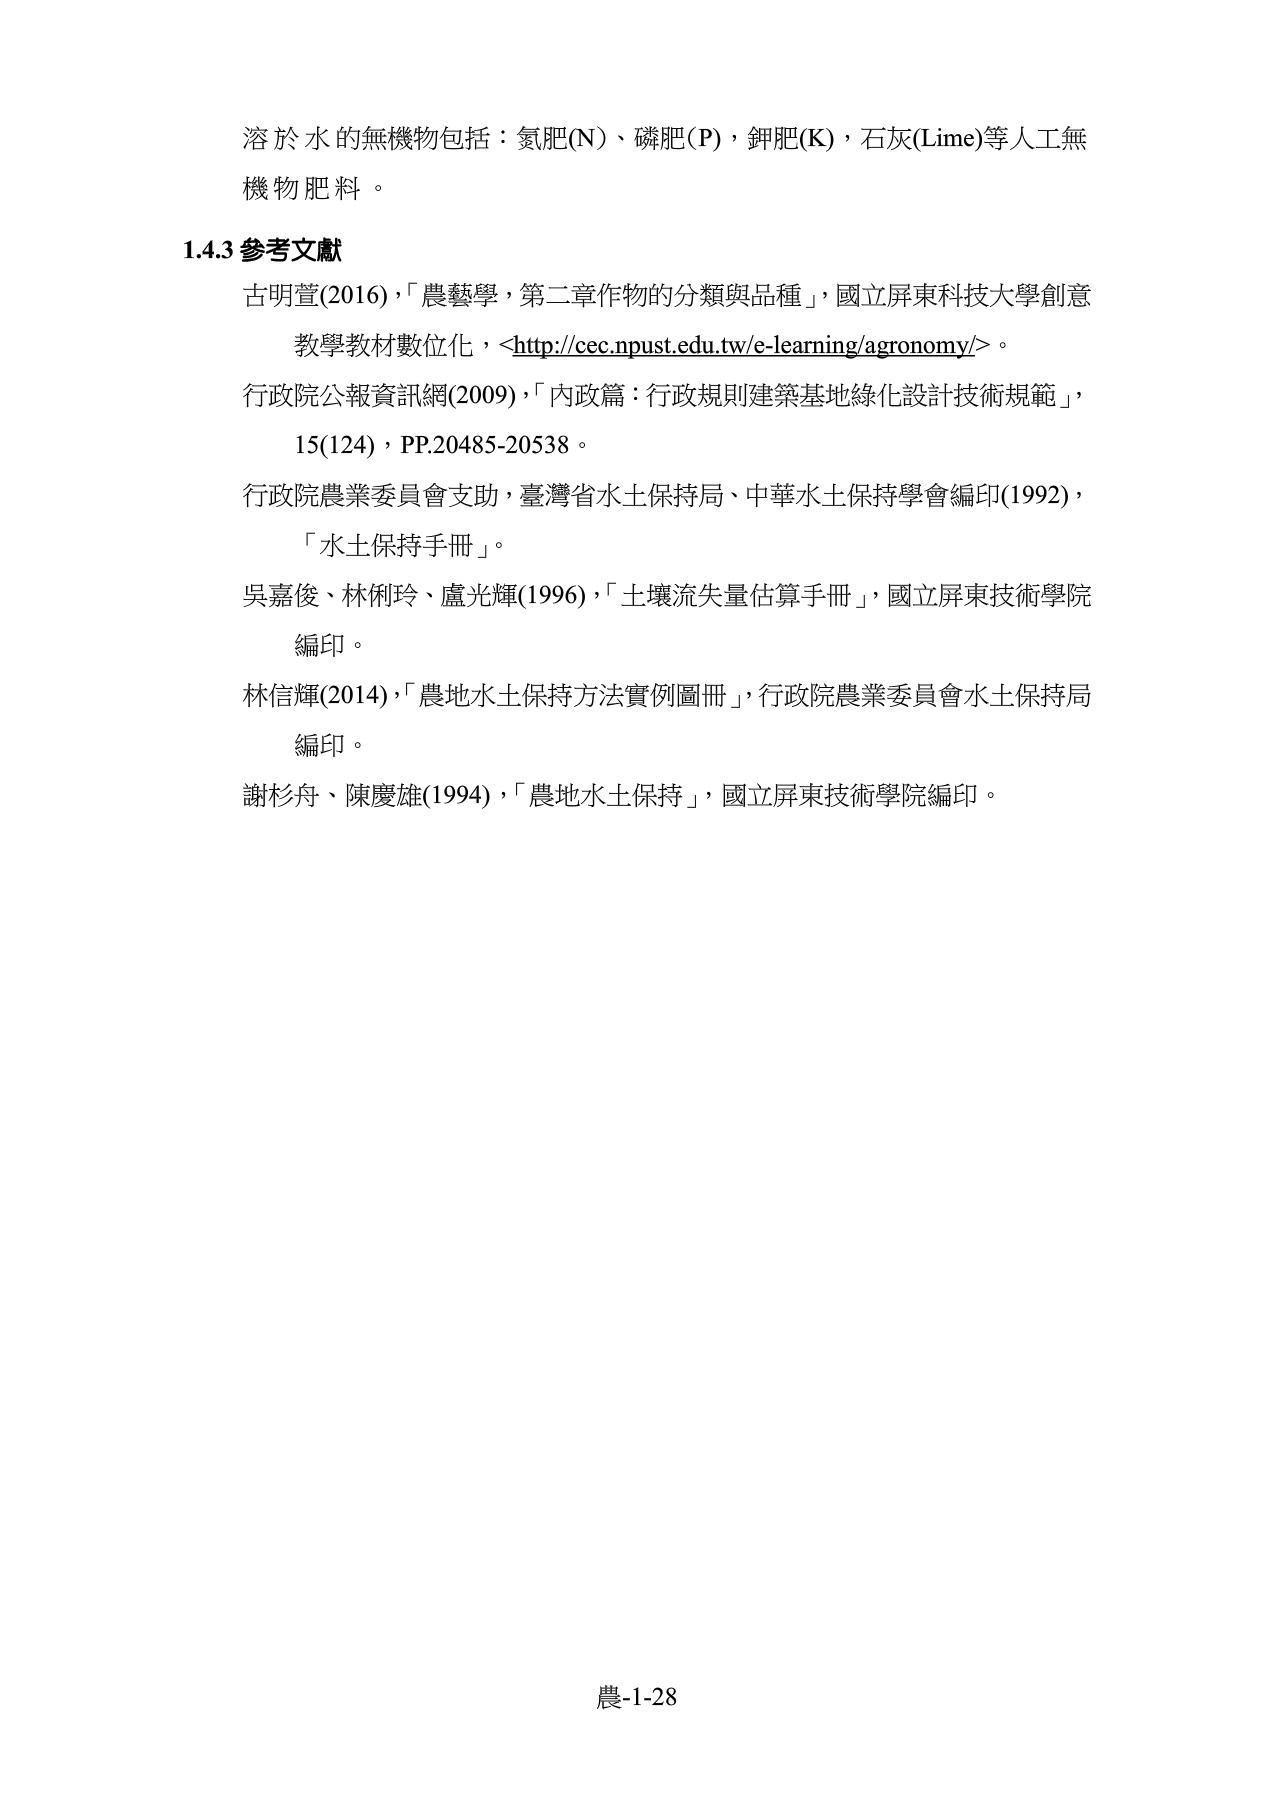 溶於水的無機物包括：氮肥(N)、磷肥(P)，鉀肥(K)，石灰(Lime)等人工無
機物肥料。
1.4.3 參考文獻
古明萱(2016)，「農藝學，第二章作物的分類與品種」，國立屏東科技大學創意
教學教材數位化，<http://cec.npust.edu.tw/e-learning/agronomy/>。
行政院公報資訊網(2009)，「內政篇：行政規則建築基地綠化設計技術規範」，
15(124)，PP.20485-20538。
行政院農業委員會支助，臺灣省水土保持局、中華水土保持學會編印(1992)，
「水土保持手冊」。
吳嘉俊、林俐玲、盧光輝(1996)，「土壤流失量估算手冊」，國立屏東技術學院
編印。
林信輝(2014)，「農地水土保持方法實例圖冊」，行政院農業委員會水土保持局
編印。
謝杉舟、陳慶雄(1994)，「農地水土保持」，國立屏東技術學院編印。
農-1-28